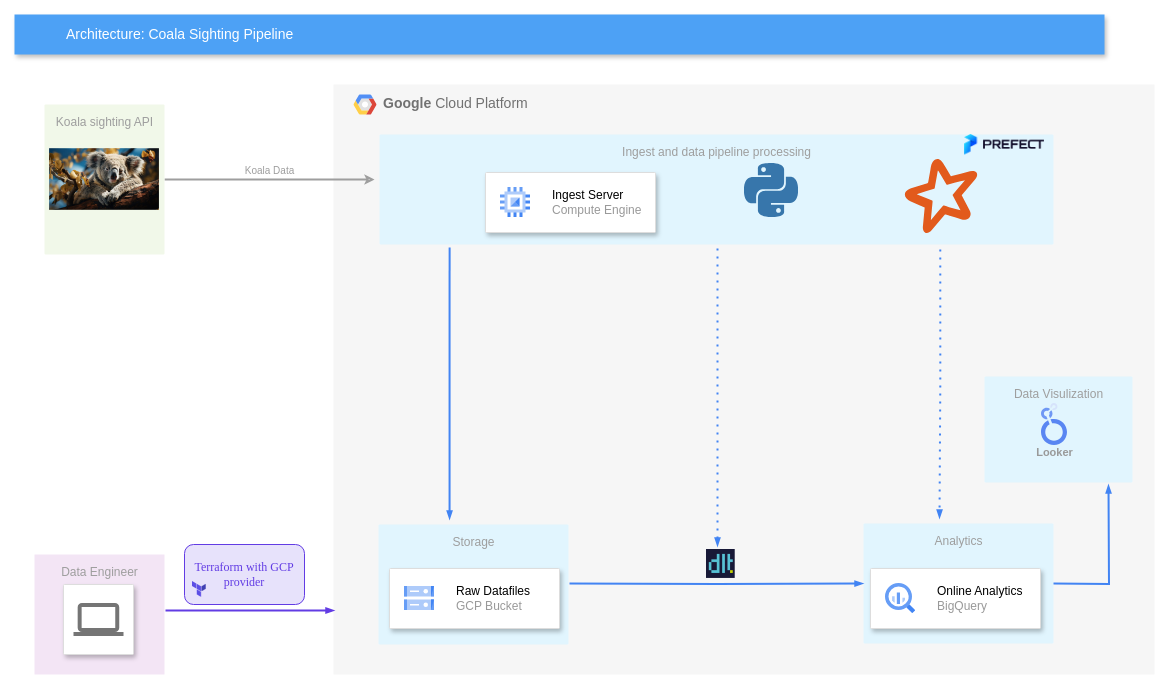 Architecture: Coala Sighting Pipeline
Google Cloud Platform
Koala sighting API
Koala Data
Ingest and data pipeline processing
PREFECT
Ingest Server
Compute Engine
Data Visulization
Looker
Storage
Raw Datafiles
GCP Bucket
dlt
Analytics
Online Analytics
BigQuery
Data Engineer
Terraform with GCP
provider